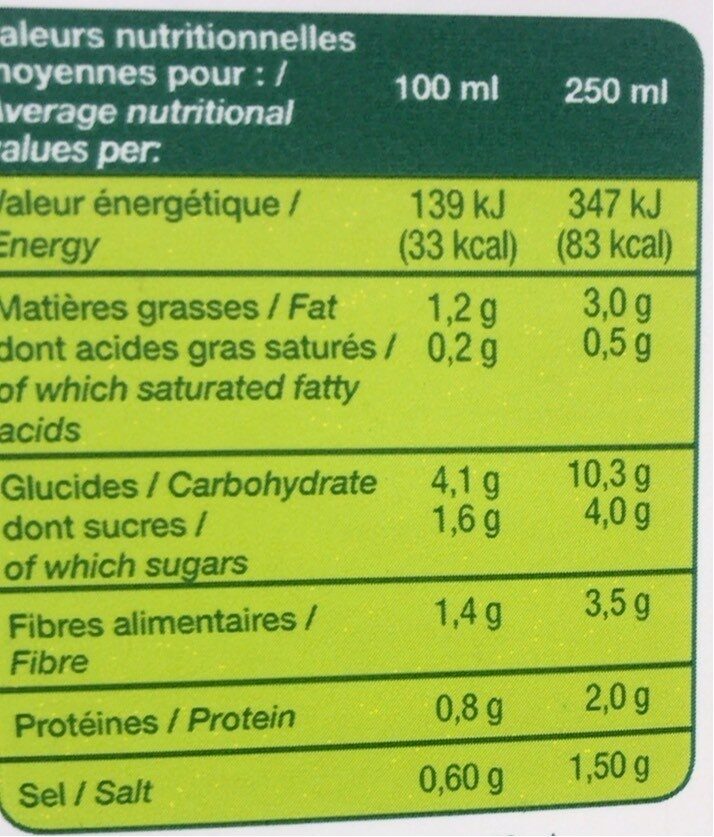 aleurs nutritionnelles
oyennes pour : / 100 ml 250 ml
verage nutritional
alues per:
aleur énergétique / 139 kJ 347 kJ
Energy (33 kcal) (83 kcal)
Matières grasses / Fat 1,2 g 3,0 g
dont acides gras saturés / 0,2 g 0,5 g
of which saturated fatty
acids
Glucides / Carbohydrate 4,1 g 10,3 g
dont sucres / 1,6 g 4,0 g
of which sugars
Fibres alimentaires / 1,4 g 3,5 g
Fibre
Protéines / Protein 0,8 g 2,0 g
Sel / Salt 0,60 g 1,50 g